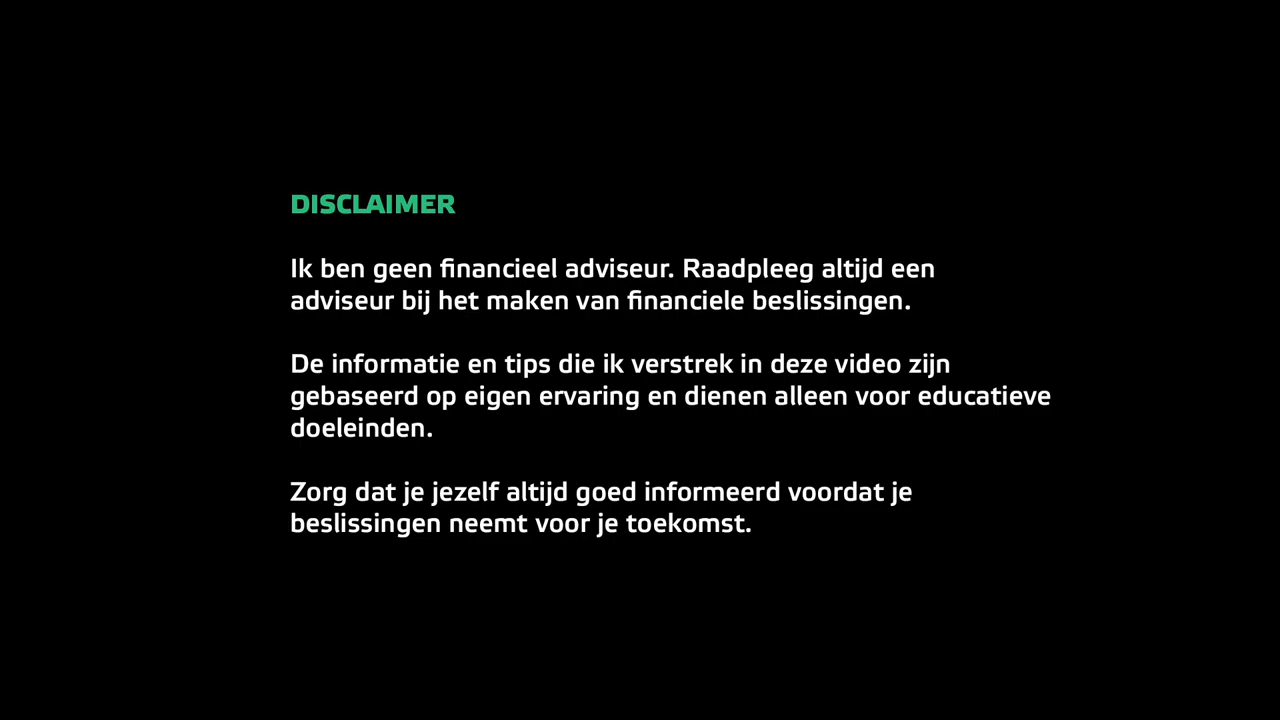 DISCLAIMER
Ik ben geen financieel adviseur. Raadpleeg altijd een
adviseur bij het maken van financiele beslissingen.
De informatie en tips die ik verstrek in deze video zijn
gebaseerd op eigen ervaring en dienen alleen voor educatieve
doeleinden.
Zorg dat je jezelf altijd goed informeerd voordat je
beslissingen neemt voor je toekomst.